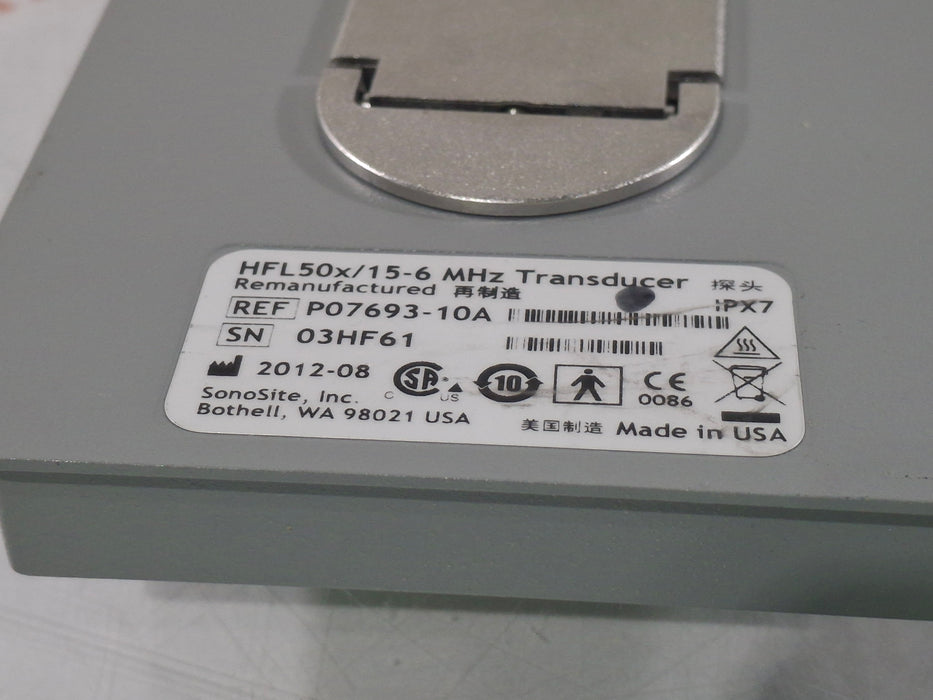 HFL50x/15-6 MHz Transducer 探头
Remanufactured 再制造 IPX7
REF P07693-10A
SN 03HF61
2012-08 C SA US 10 CE 0086
SonoSite, Inc.
Bothell, WA 98021 USA
美国制造 Made in USA